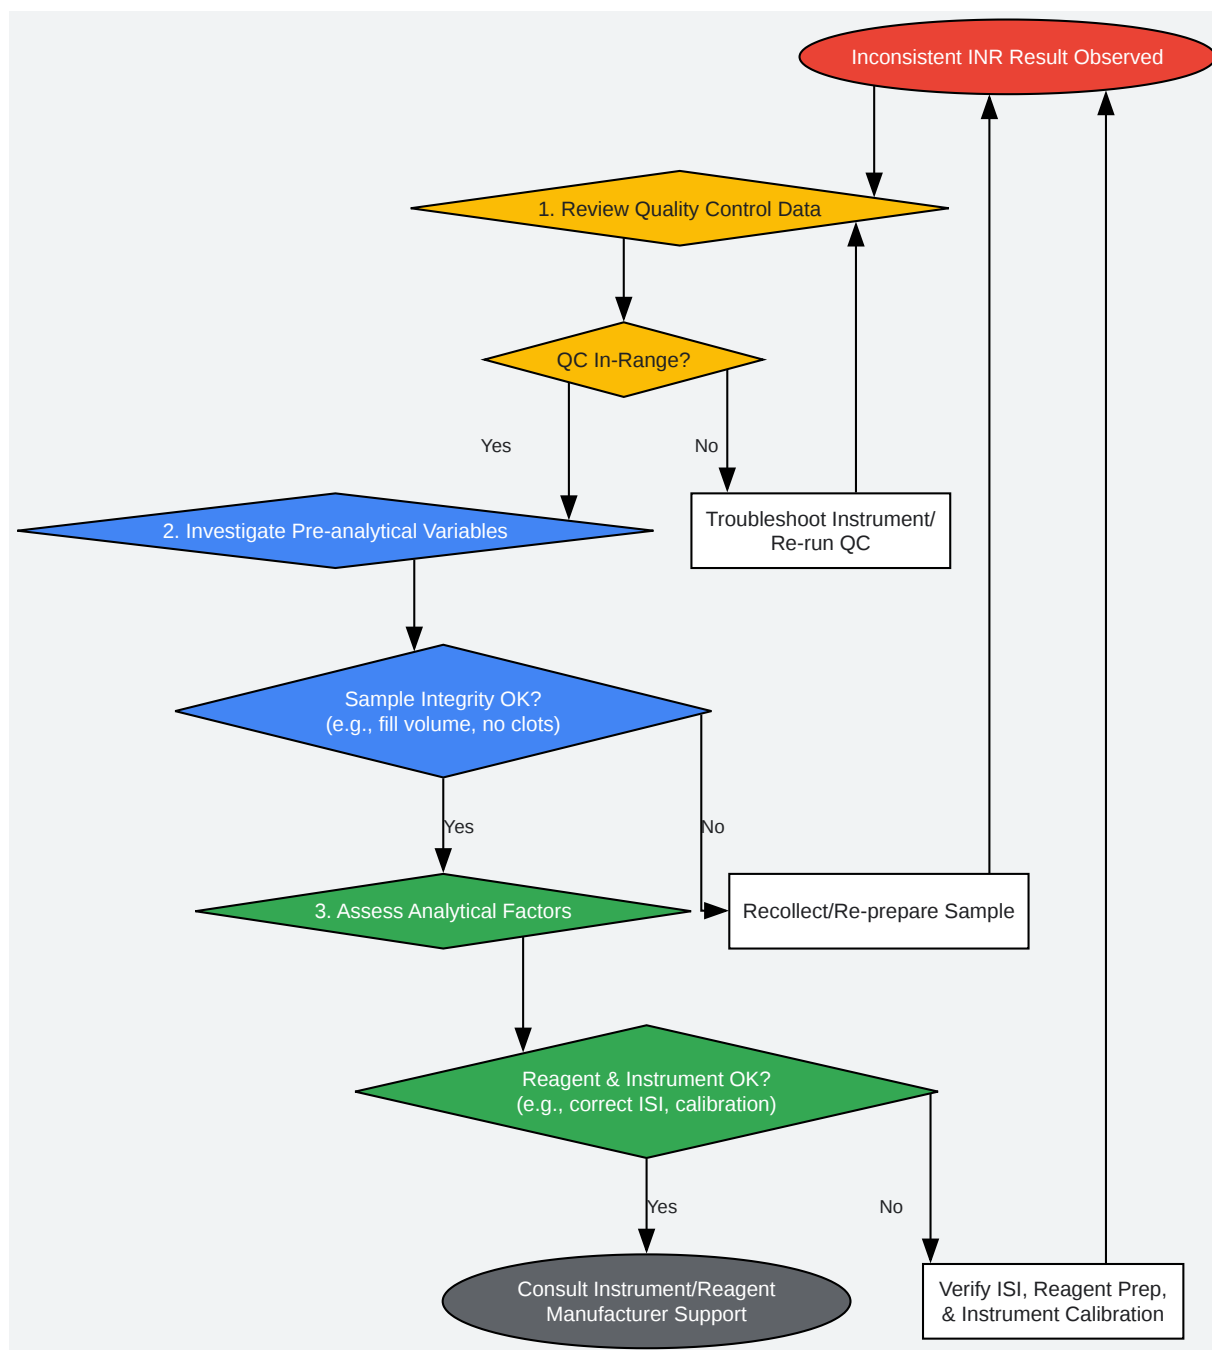 Inconsistent INR Result Observed
1. Review Quality Control Data
QC In-Range?
Yes
No
2. Investigate Pre-analytical Variables
Troubleshoot Instrument/
Re-run QC
Sample Integrity OK?
(e.g., fill volume, no clots)
Yes
No
3. Assess Analytical Factors
Recollect/Re-prepare Sample
Reagent & Instrument OK?
(e.g., correct ISI, calibration)
Yes
No
Consult Instrument/Reagent
Manufacturer Support
Verify ISI, Reagent Prep,
& Instrument Calibration